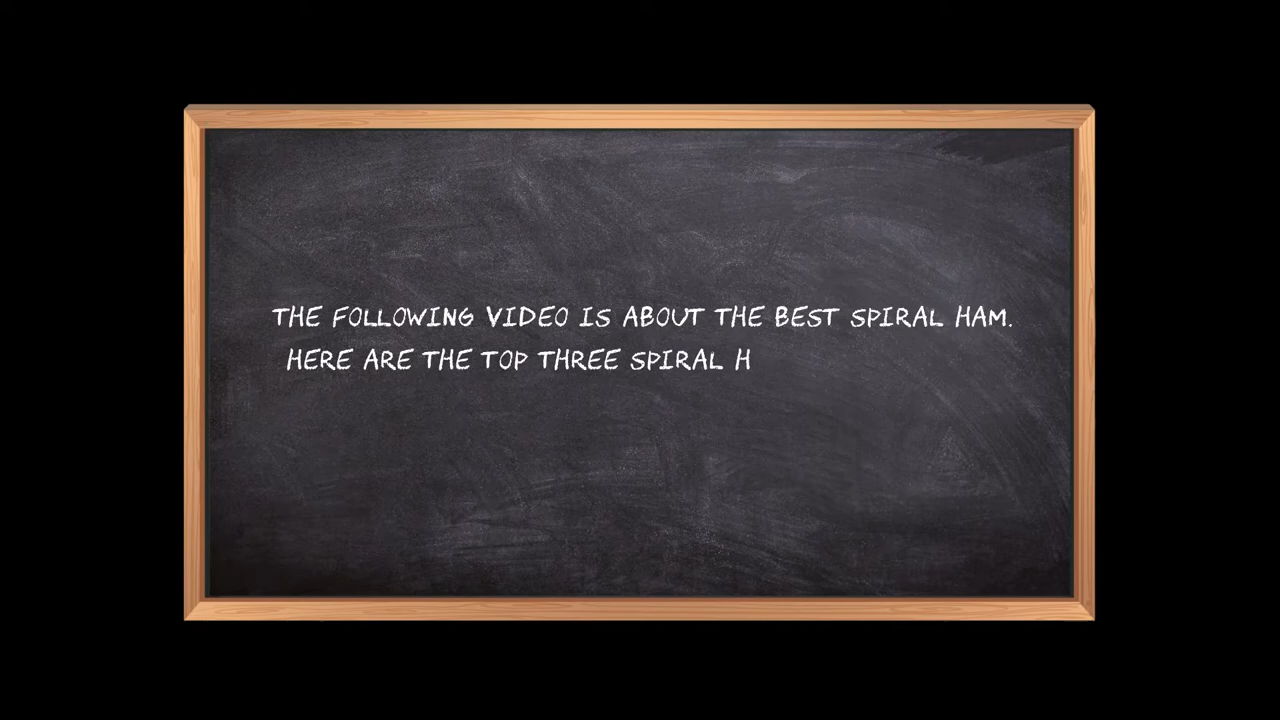 THE FOLLOWING VIDEO IS ABOUT THE BEST SPIRAL HAM.
HERE ARE THE TOP THREE SPIRAL H